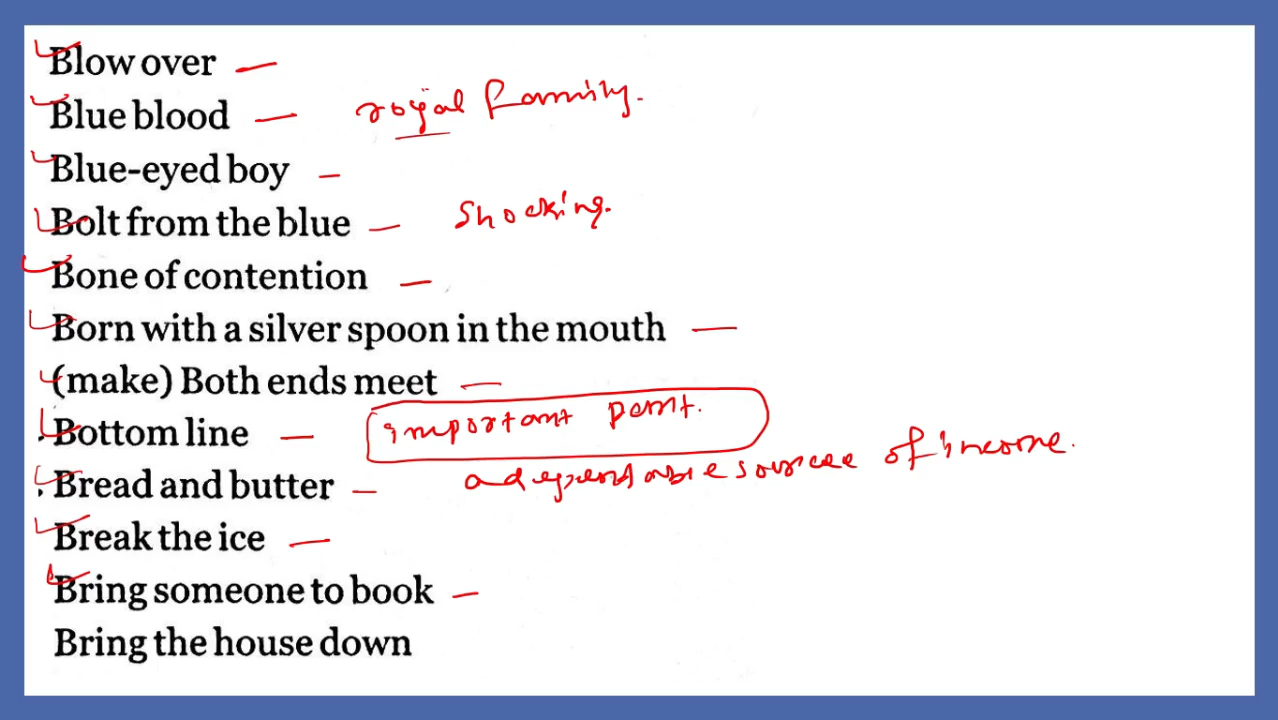 Blow over —
Blue blood — royal family.
Blue-eyed boy —
Bolt from the blue — Shocking.
Bone of contention —
Born with a silver spoon in the mouth —
(make) Both ends meet —
Bottom line — important point.
Bread and butter — a dependable source of income.
Break the ice —
Bring someone to book —
Bring the house down